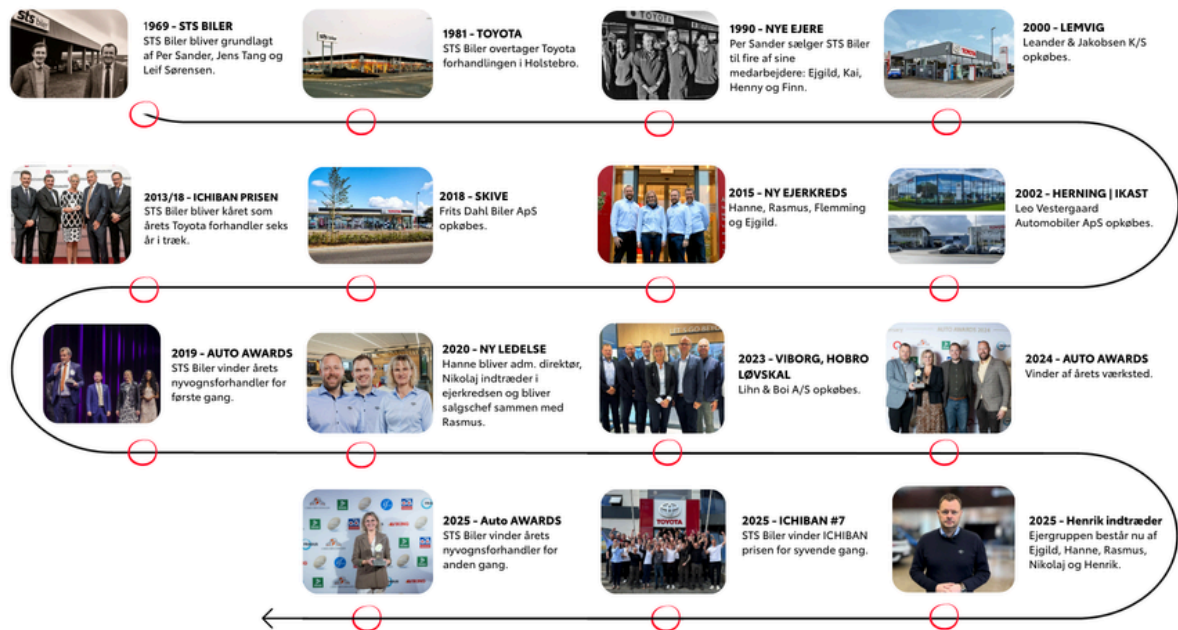 1969 - STS BILER
STS Biler bliver grundlagt
af Per Sander, Jens Tang og
Leif Sørensen.
1981 - TOYOTA
STS Biler overtager Toyota
forhandlingen i Holstebro.
1990 - NYE EJERE
Per Sander sælger STS Biler
til fire af sine
medarbejdere: Ejgild, Kai,
Henny og Finn.
2000 - LEMVIG
Leander & Jakobsen K/S
opkøbes.
2013/18 - ICHIBAN PRISEN
STS Biler bliver kåret som
årets Toyota forhandler seks
år i træk.
2018 - SKIVE
Frits Dahl Biler ApS
opkøbes.
2015 - NY EJERKREDS
Hanne, Rasmus, Flemming
og Ejgild.
2002 - HERNING | IKAST
Leo Vestergaard
Automobiler ApS opkøbes.
2019 - AUTO AWARDS
STS Biler vinder årets
nyvognsforhandler for
første gang.
2020 - NY LEDELSE
Hanne bliver adm. direktør,
Nikolaj indtræder i
ejerkredsen og bliver
salgschef sammen med
Rasmus.
2023 - VIBORG, HOBRO
LØVSKAL
Lihn & Boi A/S opkøbes.
2024 - AUTO AWARDS
Vinder af årets værksted.
2025 - Auto AWARDS
STS Biler vinder årets
nyvognsforhandler for
anden gang.
2025 - ICHIBAN #7
STS Biler vinder ICHIBAN
prisen for syvende gang.
2025 - Henrik indtræder
Ejergruppen består nu af
Ejgild, Hanne, Rasmus,
Nikolaj og Henrik.
sts biler
TOYOTA
TOYOTA
AUTO AWARDS 2024
TOYOTA